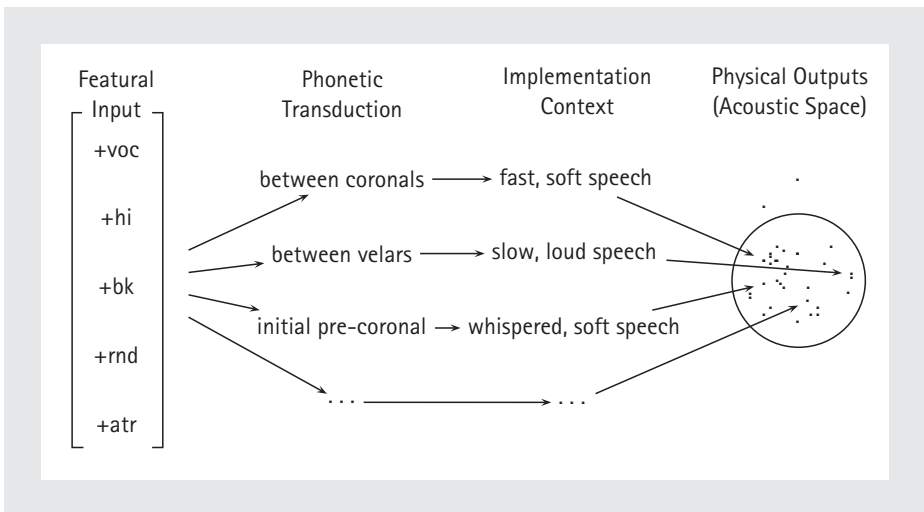 Featural
Input
Phonetic
Transduction
Implementation
Context
Physical Outputs
(Acoustic Space)
+voc
+hi
+bk
+rnd
+atr
between coronals
fast, soft speech
between velars
slow, loud speech
initial pre-coronal
whispered, soft speech
. . .
. . .